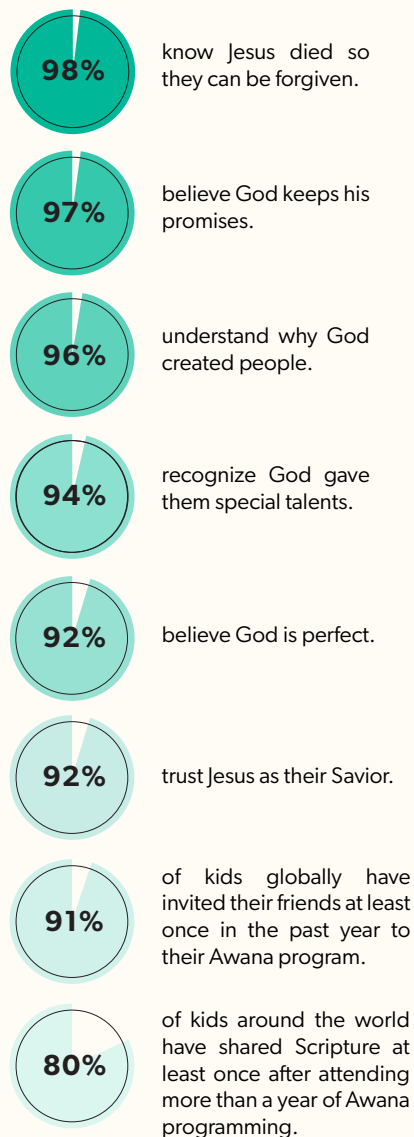 98%
know Jesus died so
they can be forgiven.
97%
believe God keeps his
promises.
96%
understand why God
created people.
94%
recognize God gave
them special talents.
92%
believe God is perfect.
92%
trust Jesus as their Savior.
91%
of kids globally have
invited their friends at least
once in the past year to
their Awana program.
80%
of kids around the world
have shared Scripture at
least once after attending
more than a year of Awana
programming.